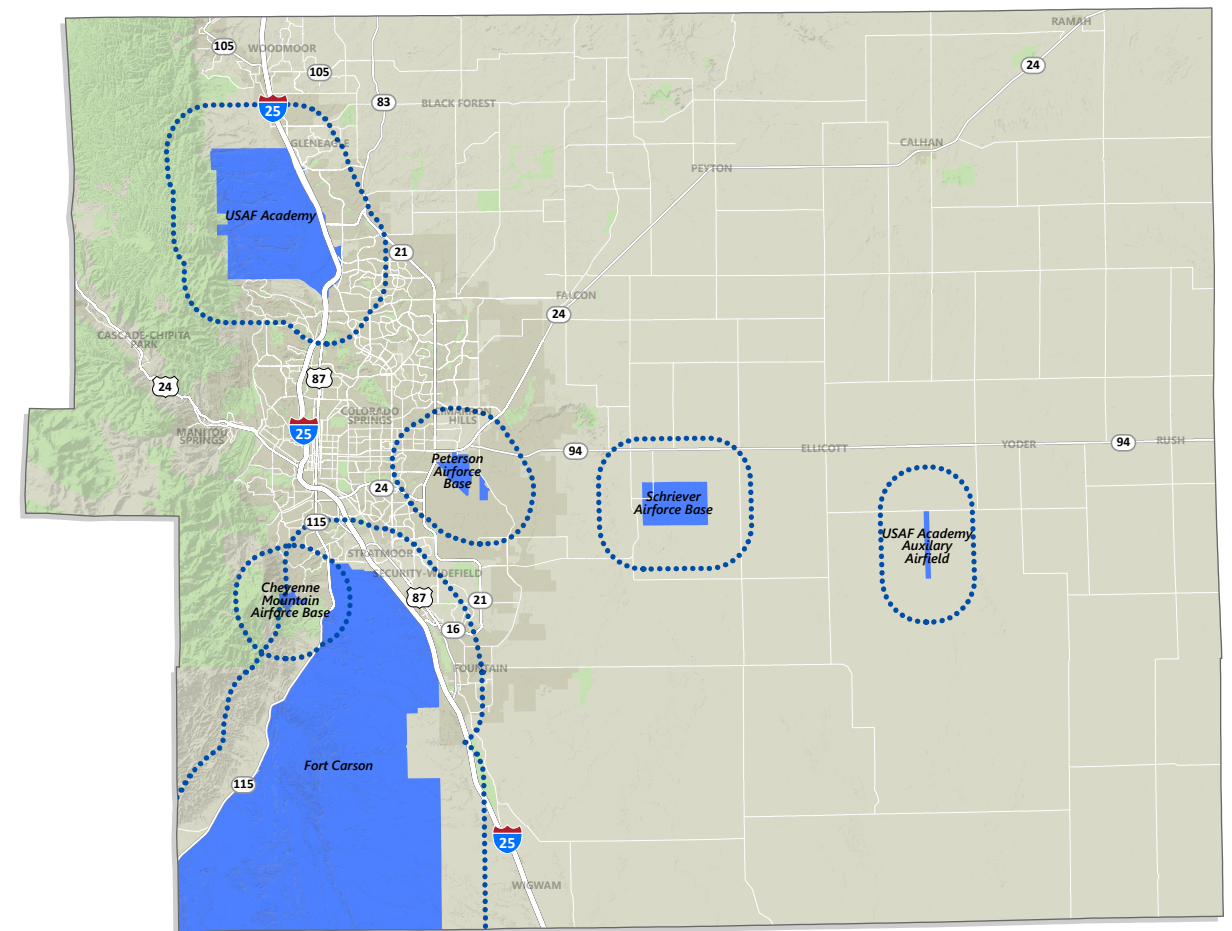 RAMAH
105
WOODMOOR
24
105
83
BLACK FOREST
25
GLENEAGLE
CALHAN
PEYTON
USAF Academy
21
FALCON
24
CASCADE-CHIPITA
PARK
87
24
COLORADO
SPRINGS
CIMARRON
HILLS
25
MANITOU
SPRINGS
94
ELLICOTT
YODER
94
RUSH
Peterson
Airforce
Base
24
Schriever
Airforce Base
115
USAF Academy
Auxilary
Airfield
STRATMOOR
SECURITY-WIDEFIELD
Cheyenne
Mountain
Airforce Base
87
21
16
FOUNTAIN
Fort Carson
115
25
WIGWAM